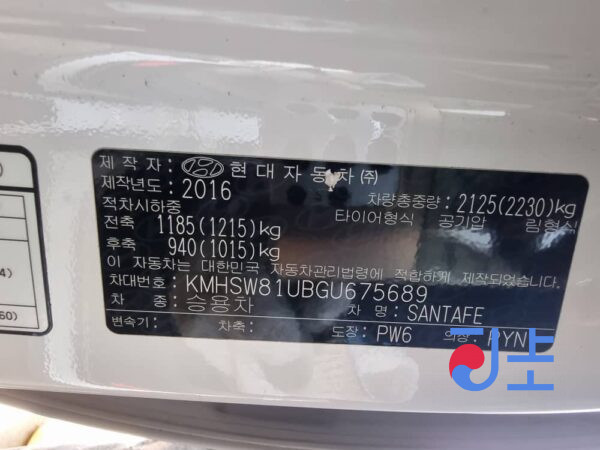 제작자: 현대자동차㈜
제작년도: 2016
차량총중량: 2125(2230)kg
적차시하중
타이어형식 공기압 림형식
전축 1185(1215)kg
후축 940(1015)kg
이 자동차는 대한민국 자동차관리법령에 적합하게 제작되었습니다
차대번호: KMHSW81UBGU675689
차종: 승용차 차명: SANTAFE
변속기: 차축: 도장: PW6 의장: RYN
4)
60)